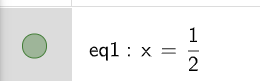 eq1 : x = 1/2